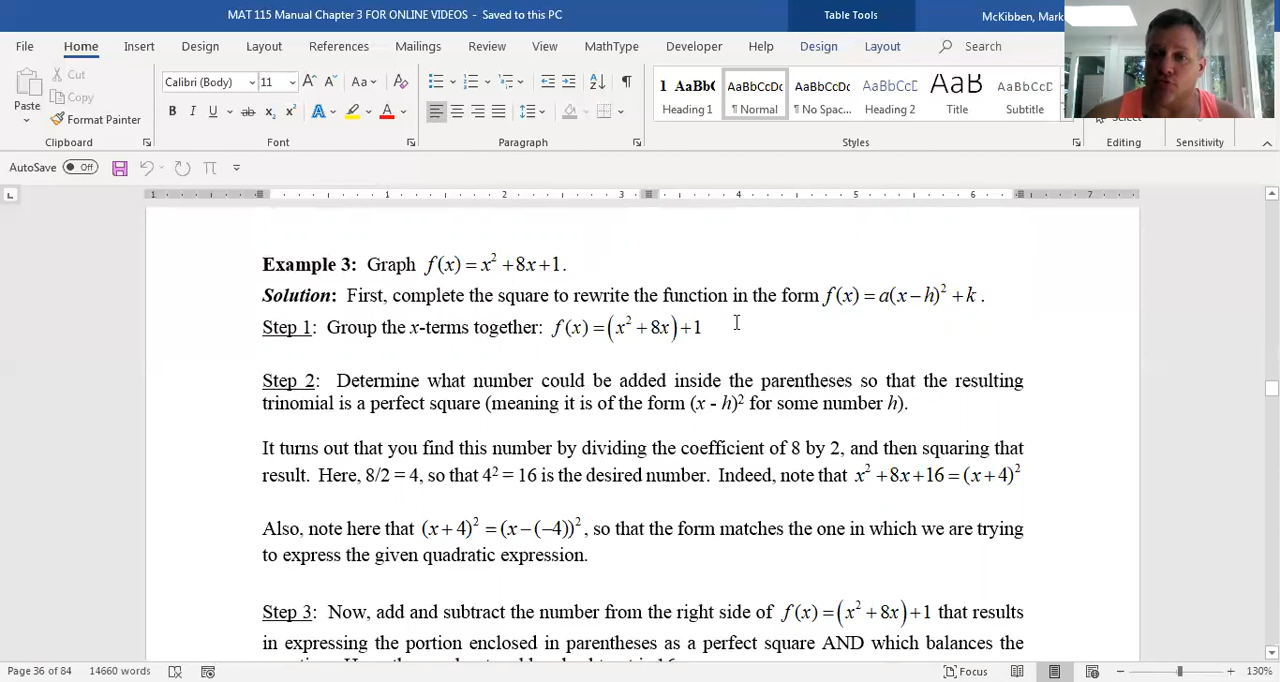 MAT 115 Manual Chapter 3 FOR ONLINE VIDEOS - Saved to this PC
Table Tools
McKibben, Mark
File Home Insert Design Layout References Mailings Review View MathType Developer Help Design Layout Search
Paste
Cut
Copy
Format Painter
Calibri (Body) 11
1 AaBbC
Heading 1
AaBbCcDc
¶ Normal
AaBbCcDc
¶ No Spac...
AaBbCcD
Heading 2
AaB
Title
AaBbCcD
Subtitle
Clipboard Font Paragraph Styles Editing Sensitivity
AutoSave Off
1 1 2 3 4 5 6 7
Example 3: Graph f(x) = x² + 8x + 1.
Solution: First, complete the square to rewrite the function in the form f(x) = a(x − h)² + k .
Step 1: Group the x-terms together: f(x) = (x² + 8x) + 1
Step 2: Determine what number could be added inside the parentheses so that the resulting
trinomial is a perfect square (meaning it is of the form (x - h)² for some number h).
It turns out that you find this number by dividing the coefficient of 8 by 2, and then squaring that
result. Here, 8/2 = 4, so that 4² = 16 is the desired number. Indeed, note that x² + 8x + 16 = (x + 4)²
Also, note here that (x + 4)² = (x − (−4))², so that the form matches the one in which we are trying
to express the given quadratic expression.
Step 3: Now, add and subtract the number from the right side of f(x) = (x² + 8x) + 1 that results
in expressing the portion enclosed in parentheses as a perfect square AND which balances the
Page 36 of 84 14660 words Focus 130%